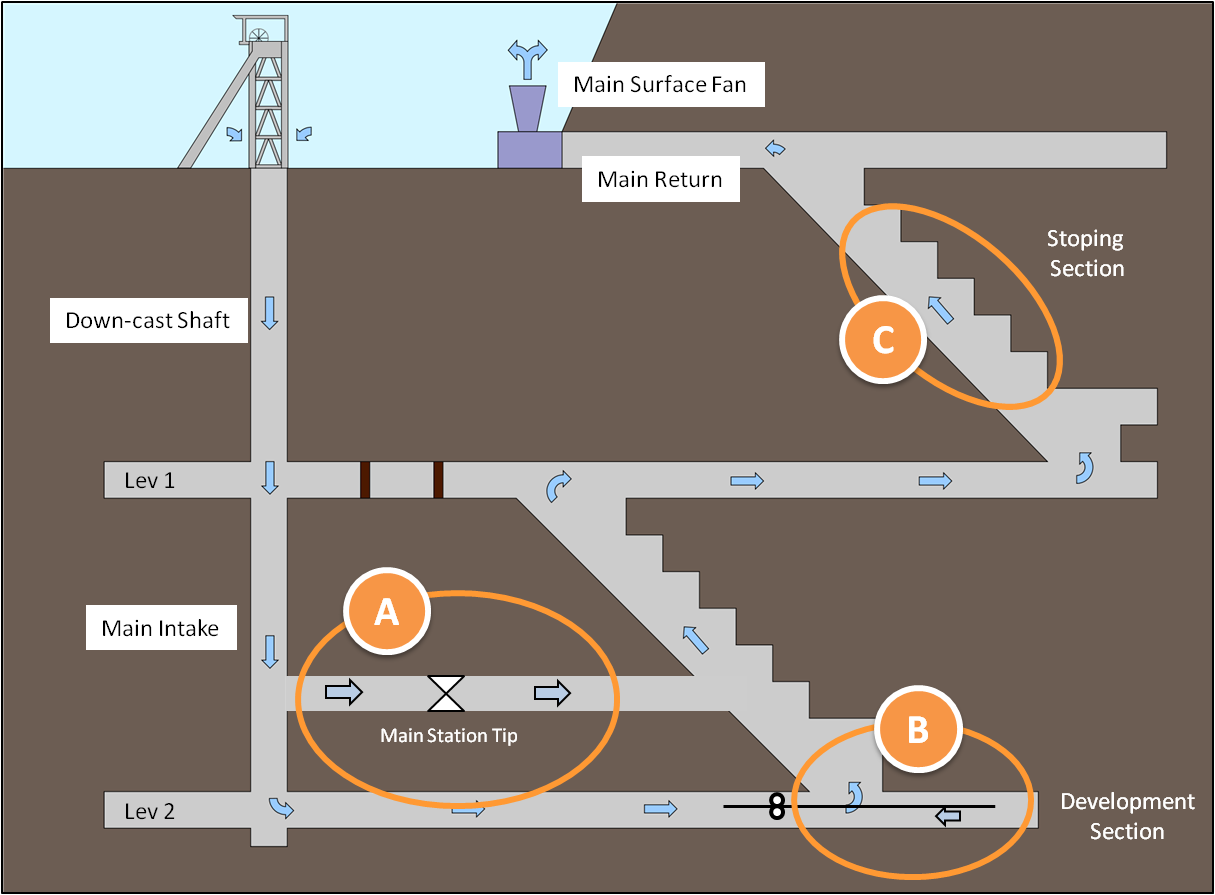 Main Surface Fan
Main Return
Stoping
Section
Down-cast Shaft
C
Lev 1
A
Main Intake
B
Main Station Tip
Lev 2
Development
Section